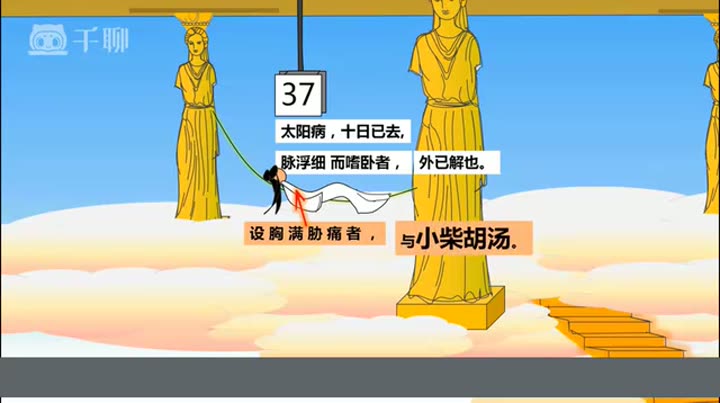 千聊
37
太阳病，十日已去,
脉浮细 而嗜卧者， 外已解也。
设胸满胁痛者， 与小柴胡汤。